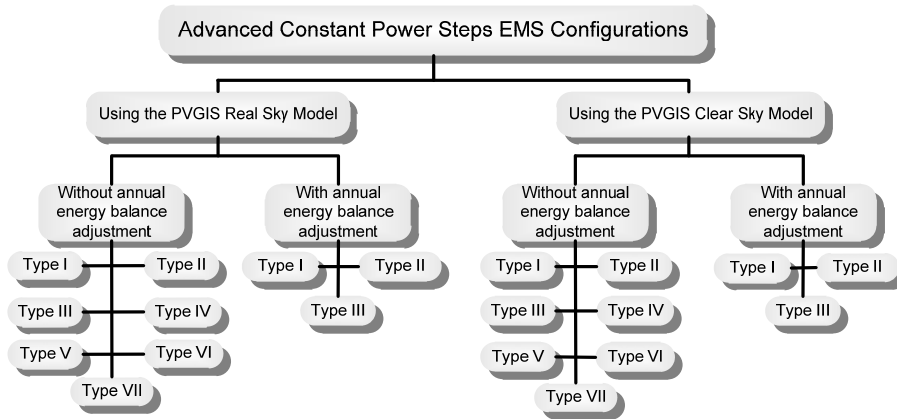 Advanced Constant Power Steps EMS Configurations
Using the PVGIS Real Sky Model
Using the PVGIS Clear Sky Model
Without annual
energy balance
adjustment
With annual
energy balance
adjustment
Without annual
energy balance
adjustment
With annual
energy balance
adjustment
Type I
Type II
Type III
Type IV
Type V
Type VI
Type VII
Type I
Type II
Type III
Type I
Type II
Type III
Type IV
Type V
Type VI
Type VII
Type I
Type II
Type III